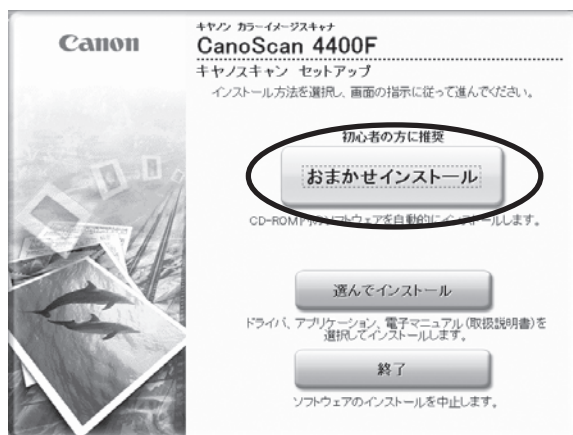 Canon
キヤノン カラーイメージスキャナ
CanoScan 4400F
キヤノスキャン セットアップ
インストール方法を選択し、画面の指示に従って進んでください。
初心者の方に推奨
おまかせインストール
CD-ROM内のソフトウェアを自動的にインストールします。
選んでインストール
ドライバ、アプリケーション、電子マニュアル(取扱説明書)を
選択してインストールします。
終了
ソフトウェアのインストールを中止します。